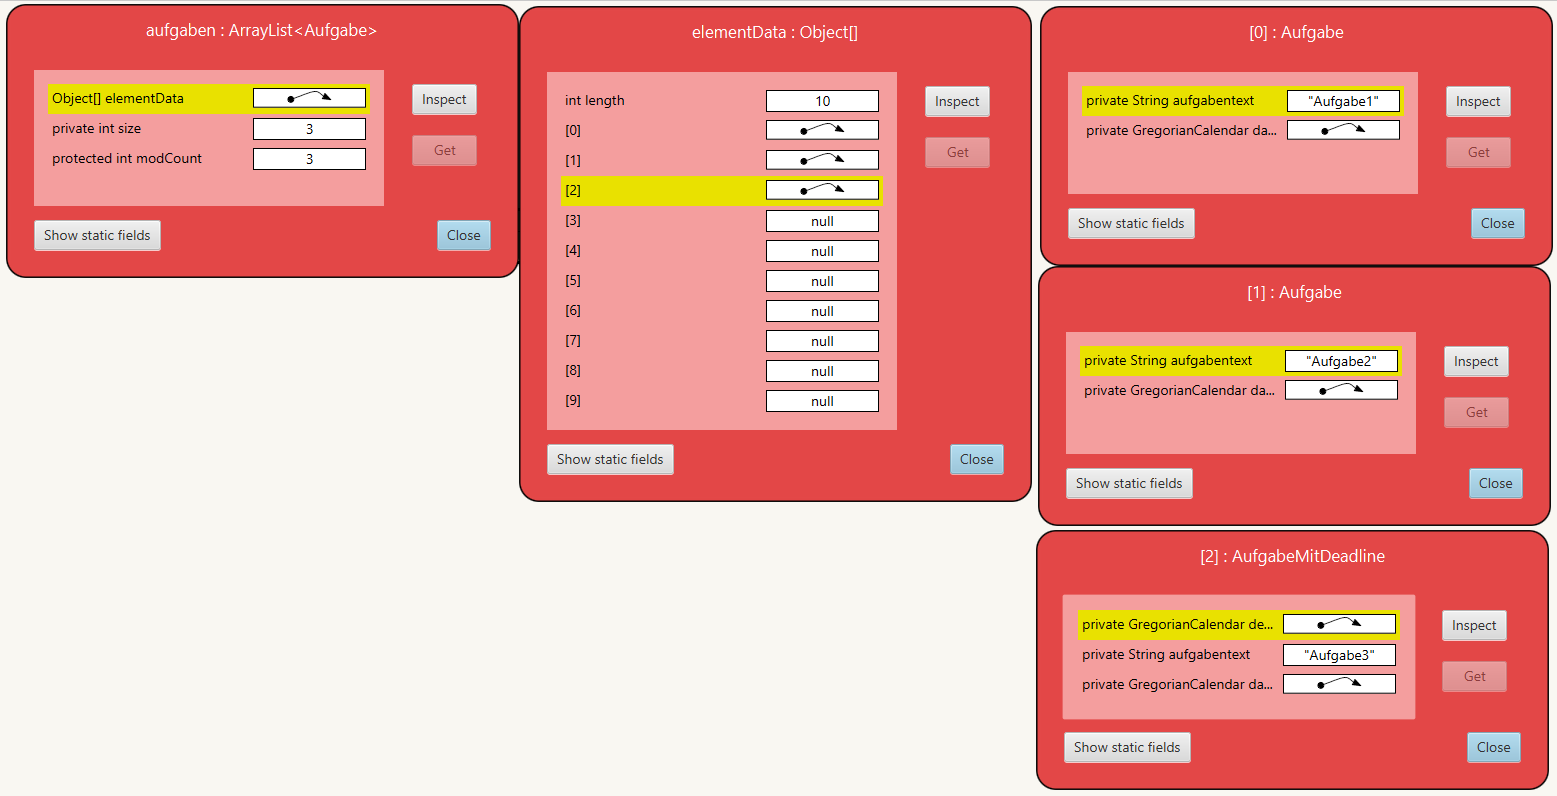 aufgaben : ArrayList<Aufgabe>
Object[] elementData
Inspect
private int size 3
protected int modCount 3
Get
Show static fields
Close
elementData : Object[]
int length 10
Inspect
[0]
[1]
Get
[2]
[3] null
[4] null
[5] null
[6] null
[7] null
[8] null
[9] null
Show static fields
Close
[0] : Aufgabe
private String aufgabentext "Aufgabe1"
Inspect
private GregorianCalendar da...
Get
Show static fields
Close
[1] : Aufgabe
private String aufgabentext "Aufgabe2"
Inspect
private GregorianCalendar da...
Get
Show static fields
Close
[2] : AufgabeMitDeadline
private GregorianCalendar de...
Inspect
private String aufgabentext "Aufgabe3"
private GregorianCalendar da...
Get
Show static fields
Close